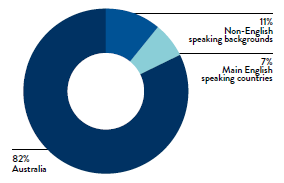 11%
Non-English
speaking backgrounds
7%
Main English
speaking countries
82%
Australia